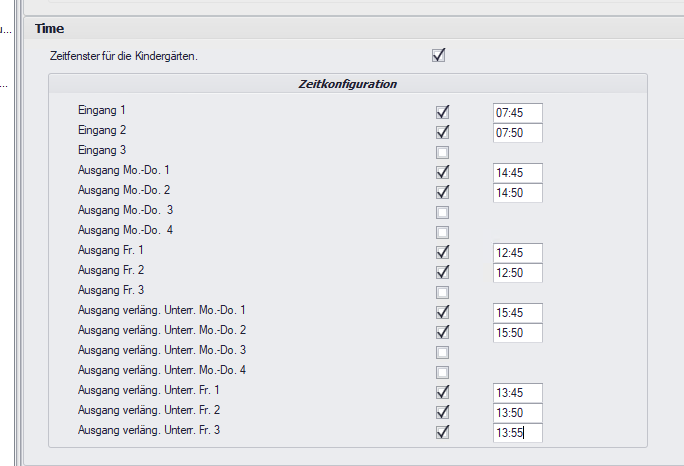 u...
Time
Zeitfenster für die Kindergärten.
...
Zeitkonfiguration
Eingang 1 07:45
Eingang 2 07:50
Eingang 3
Ausgang Mo.-Do. 1 14:45
Ausgang Mo.-Do. 2 14:50
Ausgang Mo.-Do. 3
Ausgang Mo.-Do. 4
Ausgang Fr. 1 12:45
Ausgang Fr. 2 12:50
Ausgang Fr. 3
Ausgang verläng. Unterr. Mo.-Do. 1 15:45
Ausgang verläng. Unterr. Mo.-Do. 2 15:50
Ausgang verläng. Unterr. Mo.-Do. 3
Ausgang verläng. Unterr. Mo.-Do. 4
Ausgang verläng. Unterr. Fr. 1 13:45
Ausgang verläng. Unterr. Fr. 2 13:50
Ausgang verläng. Unterr. Fr. 3 13:55